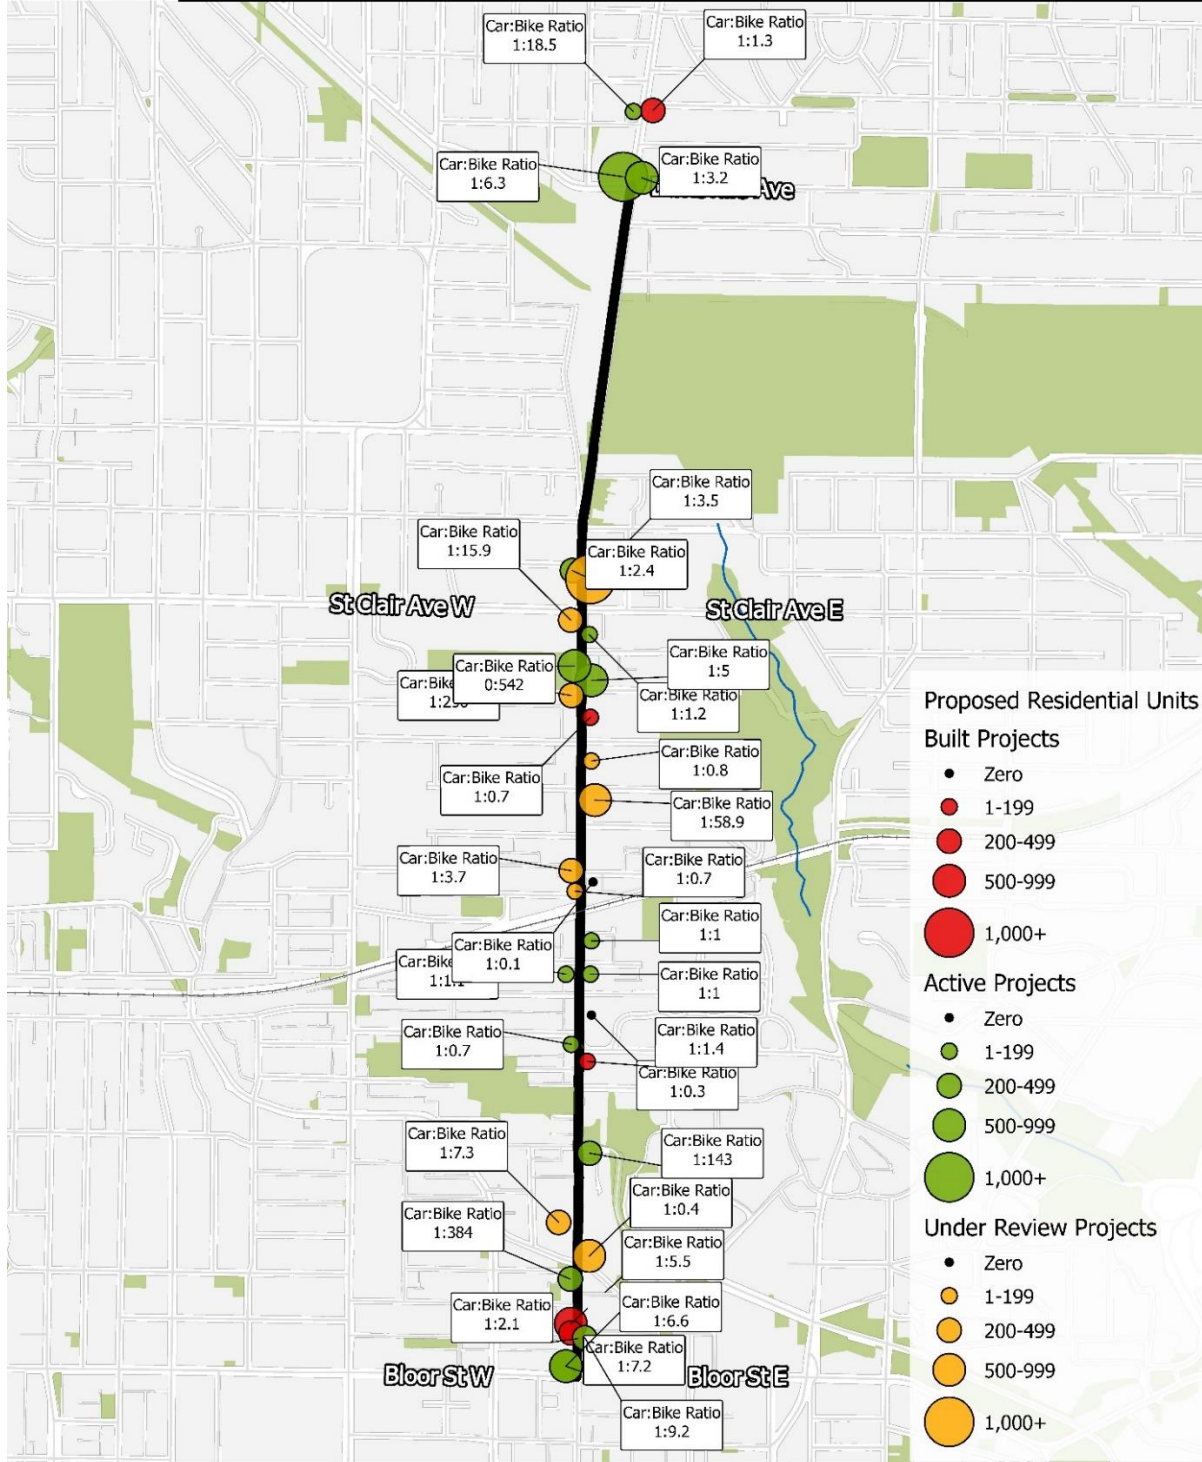 Car:Bike Ratio
1:18.5
Car:Bike Ratio
1:1.3
Car:Bike Ratio
1:6.3
Car:Bike Ratio
1:3.2
Ave
Car:Bike Ratio
1:3.5
Car:Bike Ratio
1:15.9
Car:Bike Ratio
1:2.4
St Clair Ave W
St Clair Ave E
Car:Bike Ratio
1:5
Car:Bike Ratio
0:542
Car:Bike Ratio
1:1.2
Car:Bike Ratio
1:0.8
Car:Bike Ratio
1:0.7
Car:Bike Ratio
1:58.9
Car:Bike Ratio
1:3.7
Car:Bike Ratio
1:0.7
Car:Bike Ratio
1:1
Car:Bike Ratio
1:0.1
Car:Bike Ratio
1:1
Car:Bike Ratio
1:0.7
Car:Bike Ratio
1:1.4
Car:Bike Ratio
1:0.3
Car:Bike Ratio
1:7.3
Car:Bike Ratio
1:143
Car:Bike Ratio
1:0.4
Car:Bike Ratio
1:384
Car:Bike Ratio
1:5.5
Car:Bike Ratio
1:2.1
Car:Bike Ratio
1:6.6
Car:Bike Ratio
1:7.2
Bloor St W
Bloor St E
Car:Bike Ratio
1:9.2
Proposed Residential Units
Built Projects
Zero
1-199
200-499
500-999
1,000+
Active Projects
Zero
1-199
200-499
500-999
1,000+
Under Review Projects
Zero
1-199
200-499
500-999
1,000+